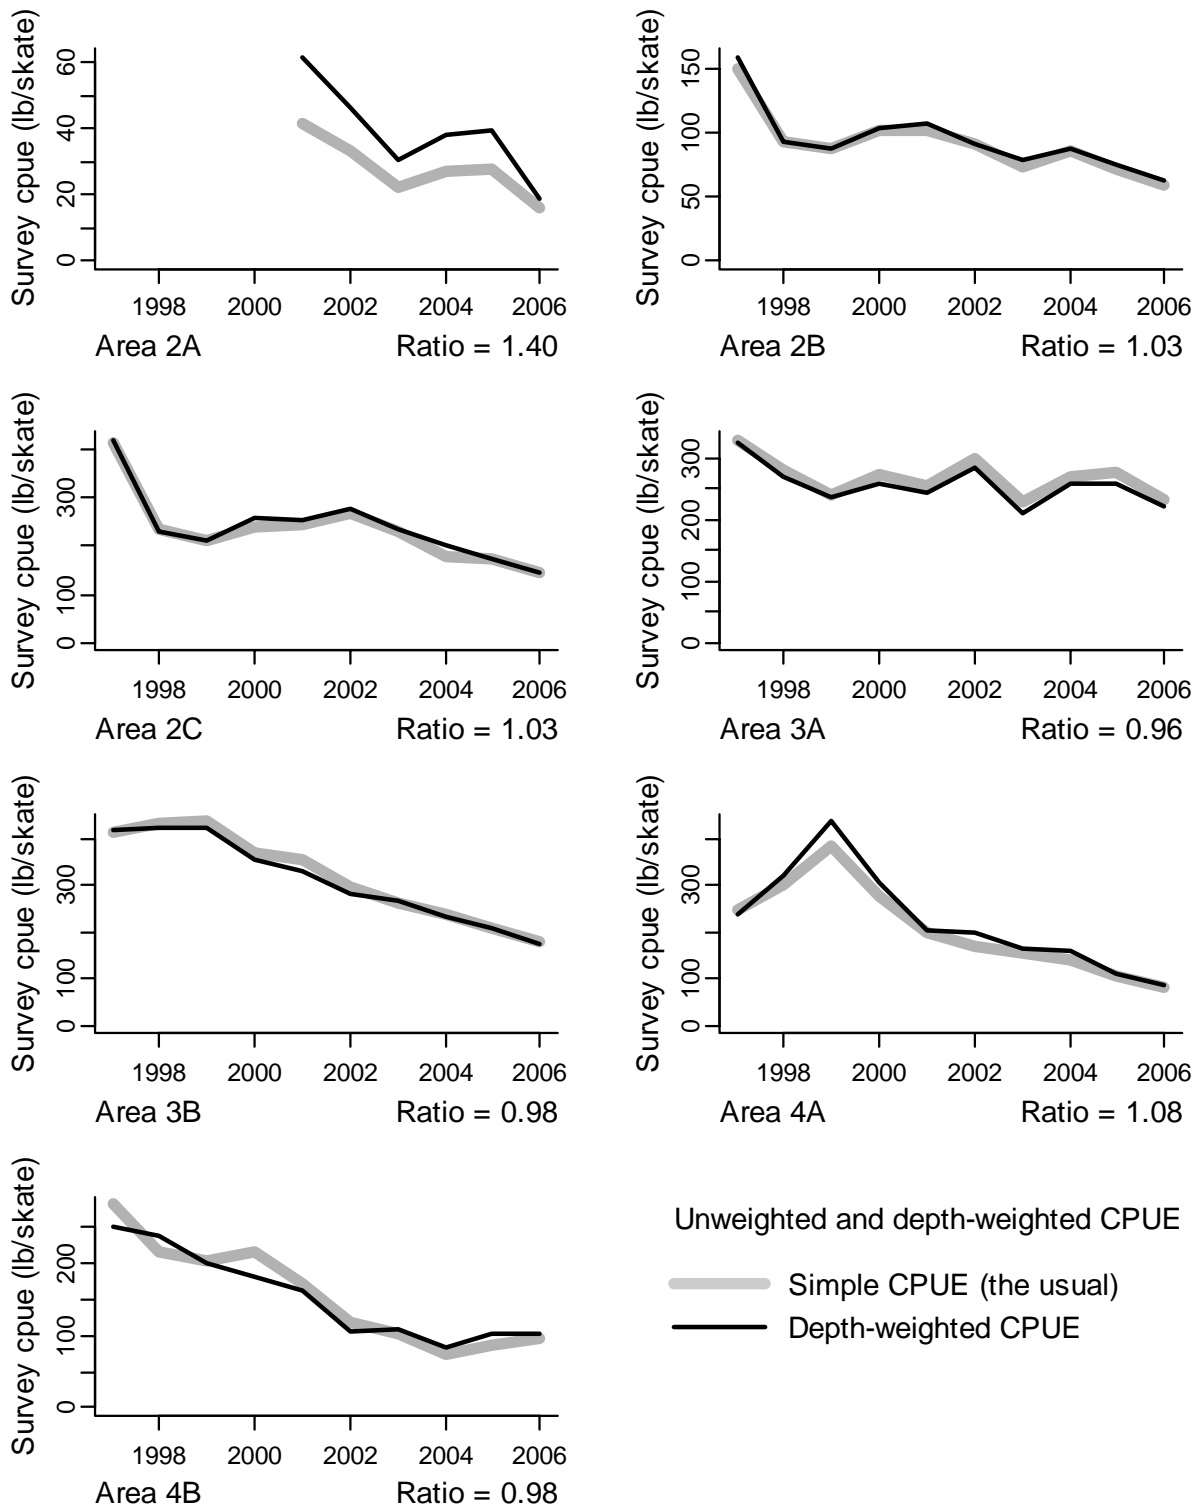 Survey cpue (lb/skate)
60
40
20
0
1998 2000 2002 2004 2006
Area 2A Ratio = 1.40
Survey cpue (lb/skate)
150
100
50
0
1998 2000 2002 2004 2006
Area 2B Ratio = 1.03
Survey cpue (lb/skate)
300
100
0
1998 2000 2002 2004 2006
Area 2C Ratio = 1.03
Survey cpue (lb/skate)
300
200
100
0
1998 2000 2002 2004 2006
Area 3A Ratio = 0.96
Survey cpue (lb/skate)
300
100
0
1998 2000 2002 2004 2006
Area 3B Ratio = 0.98
Survey cpue (lb/skate)
300
100
0
1998 2000 2002 2004 2006
Area 4A Ratio = 1.08
Survey cpue (lb/skate)
200
100
0
1998 2000 2002 2004 2006
Area 4B Ratio = 0.98
Unweighted and depth-weighted CPUE
Simple CPUE (the usual)
Depth-weighted CPUE